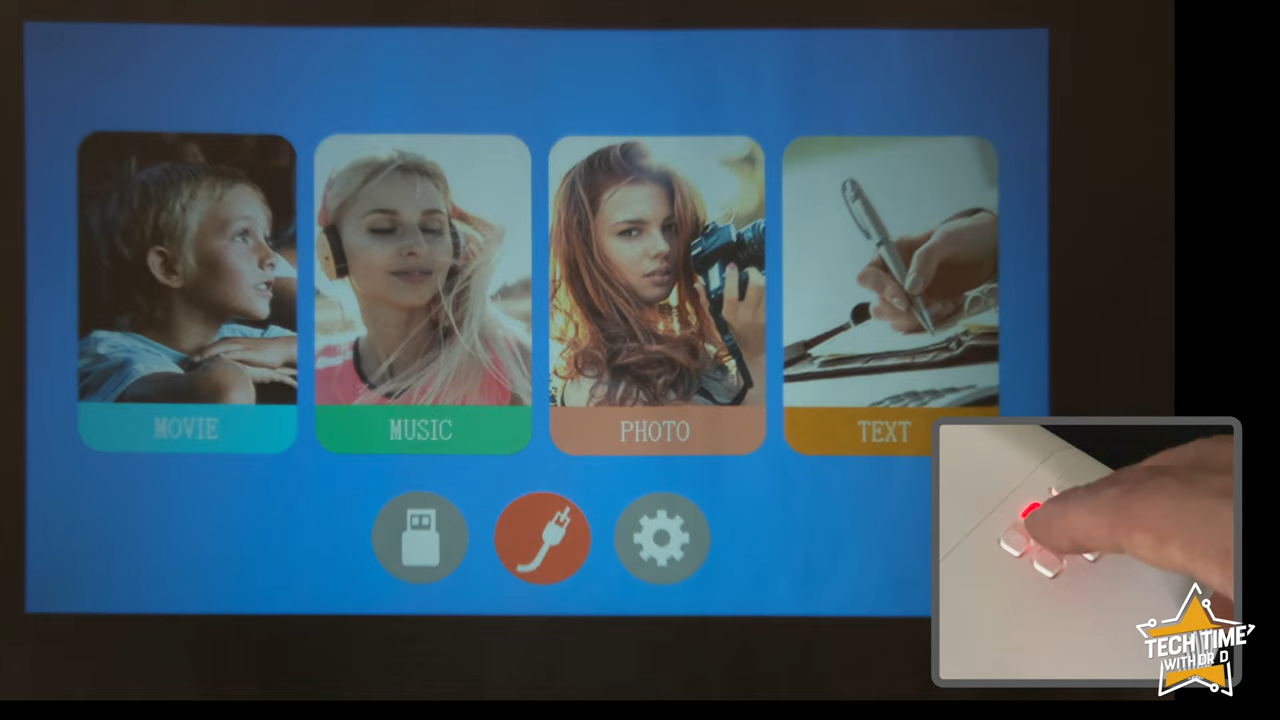 MOVIE
MUSIC
PHOTO
TEXT
TECH TIME
WITH DR D